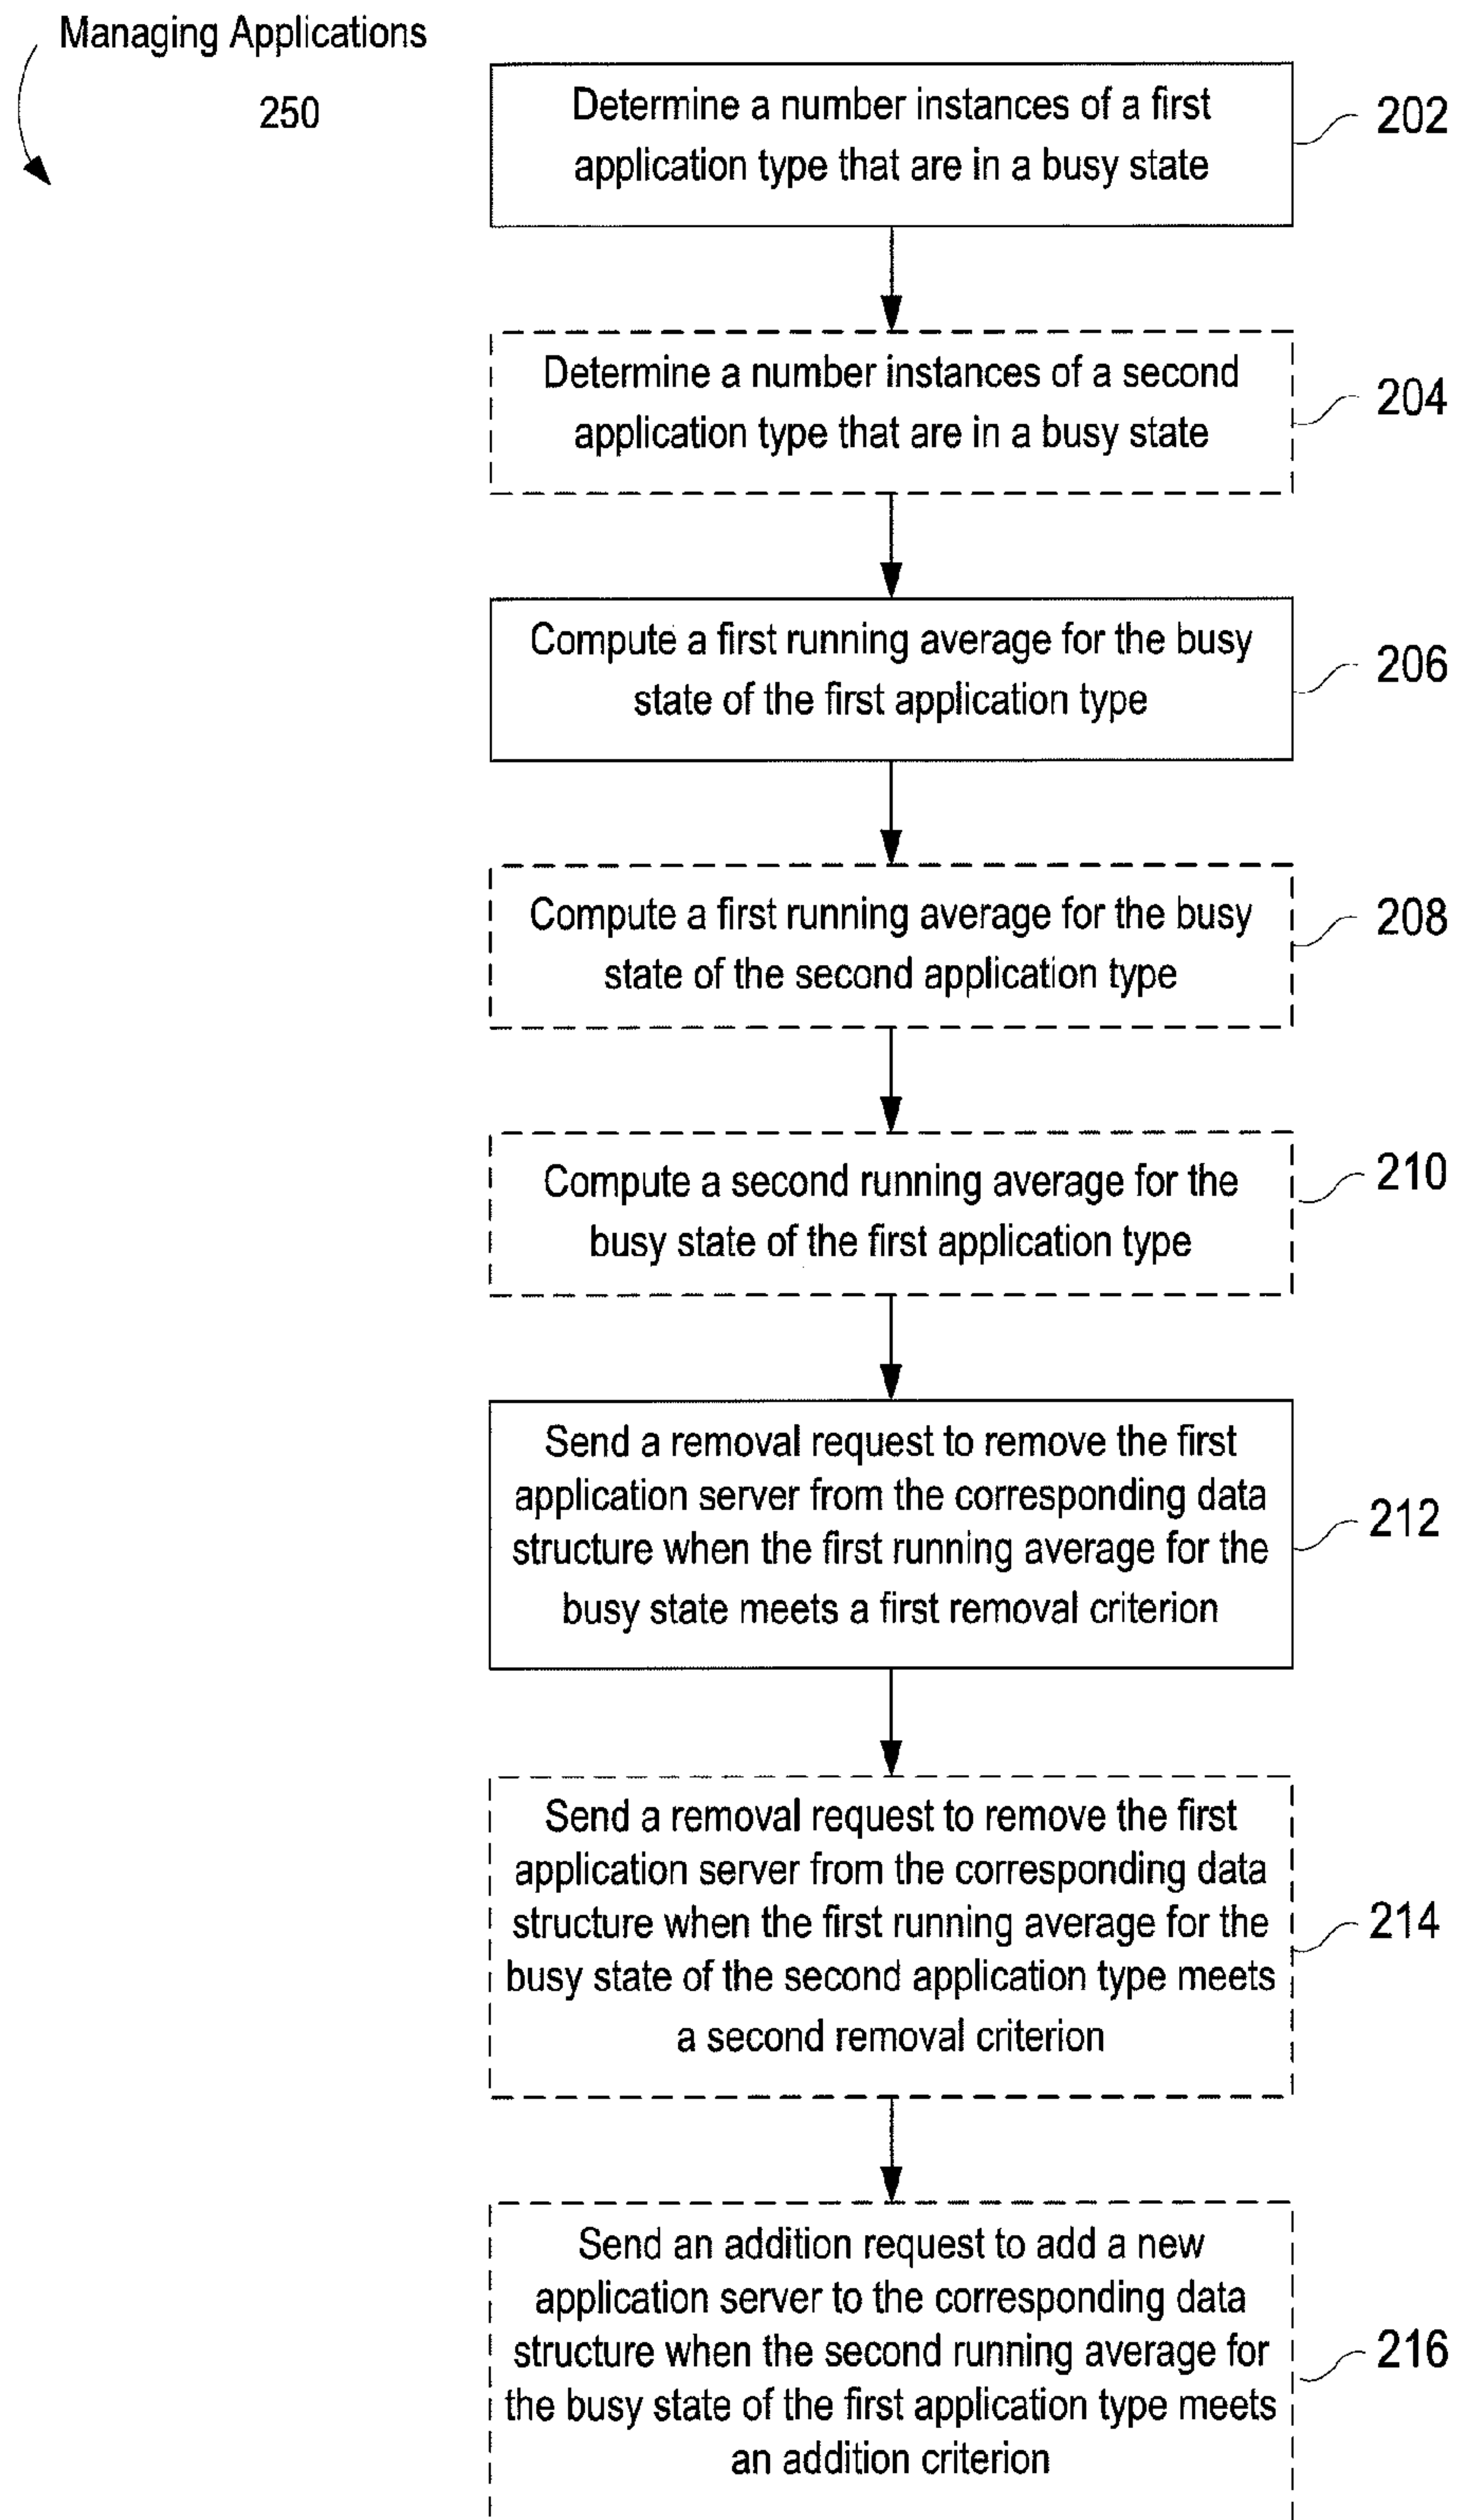 Managing Applications
250
Determine a number instances of a first
application type that are in a busy state
202
Determine a number instances of a second
application type that are in a busy state
204
Compute a first running average for the busy
state of the first application type
206
Compute a first running average for the busy
state of the second application type
208
Compute a second running average for the
busy state of the first application type
210
Send a removal request to remove the first
application server from the corresponding data
structure when the first running average for the
busy state meets a first removal criterion
212
Send a removal request to remove the first
application server from the corresponding data
structure when the first running average for the
busy state of the second application type meets
a second removal criterion
214
Send an addition request to add a new
application server to the corresponding data
structure when the second running average for
the busy state of the first application type meets
an addition criterion
216